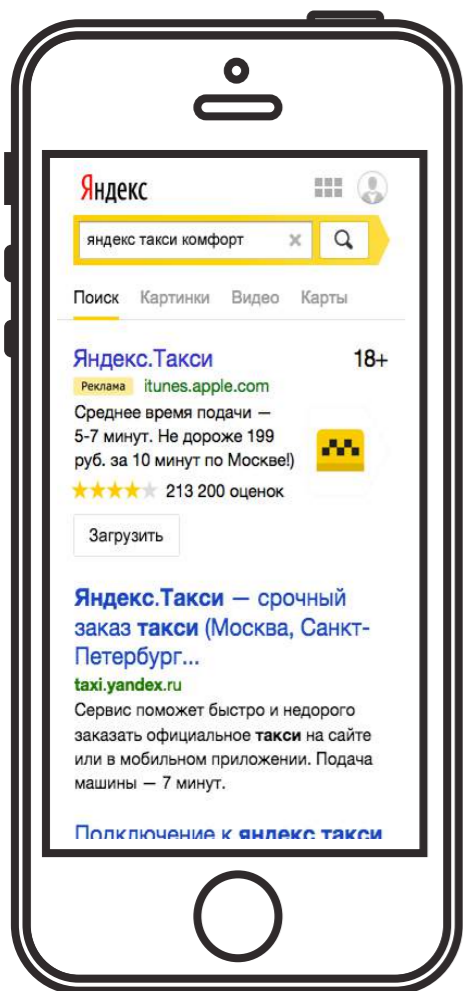 Яндекс
яндекс такси комфорт
Поиск Картинки Видео Карты
Яндекс.Такси 18+
Реклама itunes.apple.com
Среднее время подачи —
5-7 минут. Не дороже 199
руб. за 10 минут по Москве!)
213 200 оценок
Загрузить
Яндекс.Такси — срочный
заказ такси (Москва, Санкт-
Петербург...
taxi.yandex.ru
Сервис поможет быстро и недорого
заказать официальное такси на сайте
или в мобильном приложении. Подача
машины — 7 минут.
Подключение к яндекс такси